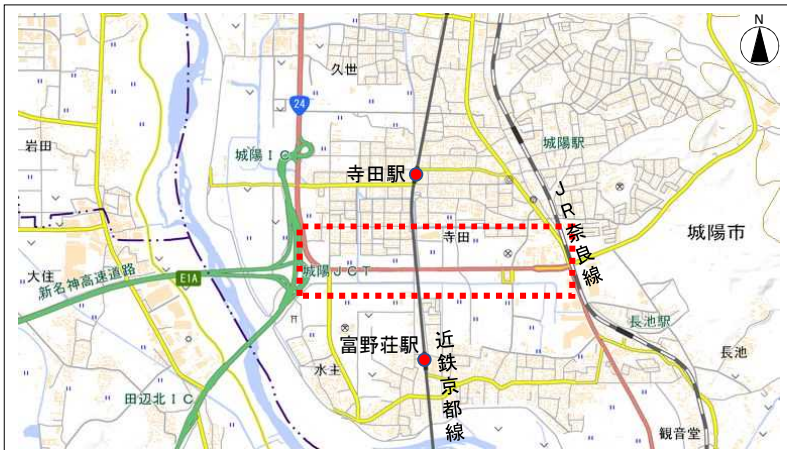 N
久世
24
岩田
城陽IC
城陽駅
寺田駅
JR奈良線
寺田
城陽市
大住
新名神高速道路
E1A
城陽JCT
長池駅
富野荘駅
近鉄京都線
水主
長池
田辺北IC
観音堂